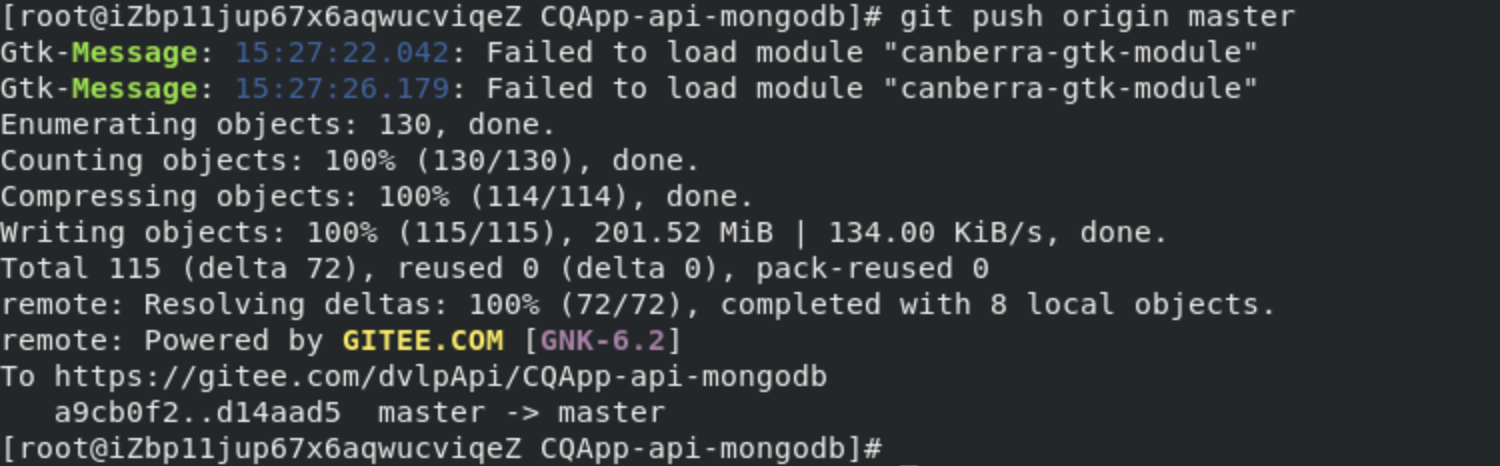 [root@iZbp11jup67x6aqwucviqeZ CQApp-api-mongodb]# git push origin master
Gtk-Message: 15:27:22.042: Failed to load module "canberra-gtk-module"
Gtk-Message: 15:27:26.179: Failed to load module "canberra-gtk-module"
Enumerating objects: 130, done.
Counting objects: 100% (130/130), done.
Compressing objects: 100% (114/114), done.
Writing objects: 100% (115/115), 201.52 MiB | 134.00 KiB/s, done.
Total 115 (delta 72), reused 0 (delta 0), pack-reused 0
remote: Resolving deltas: 100% (72/72), completed with 8 local objects.
remote: Powered by GITEE.COM [GNK-6.2]
To https://gitee.com/dvlpApi/CQApp-api-mongodb
   a9cb0f2..d14aad5  master -> master
[root@iZbp11jup67x6aqwucviqeZ CQApp-api-mongodb]#